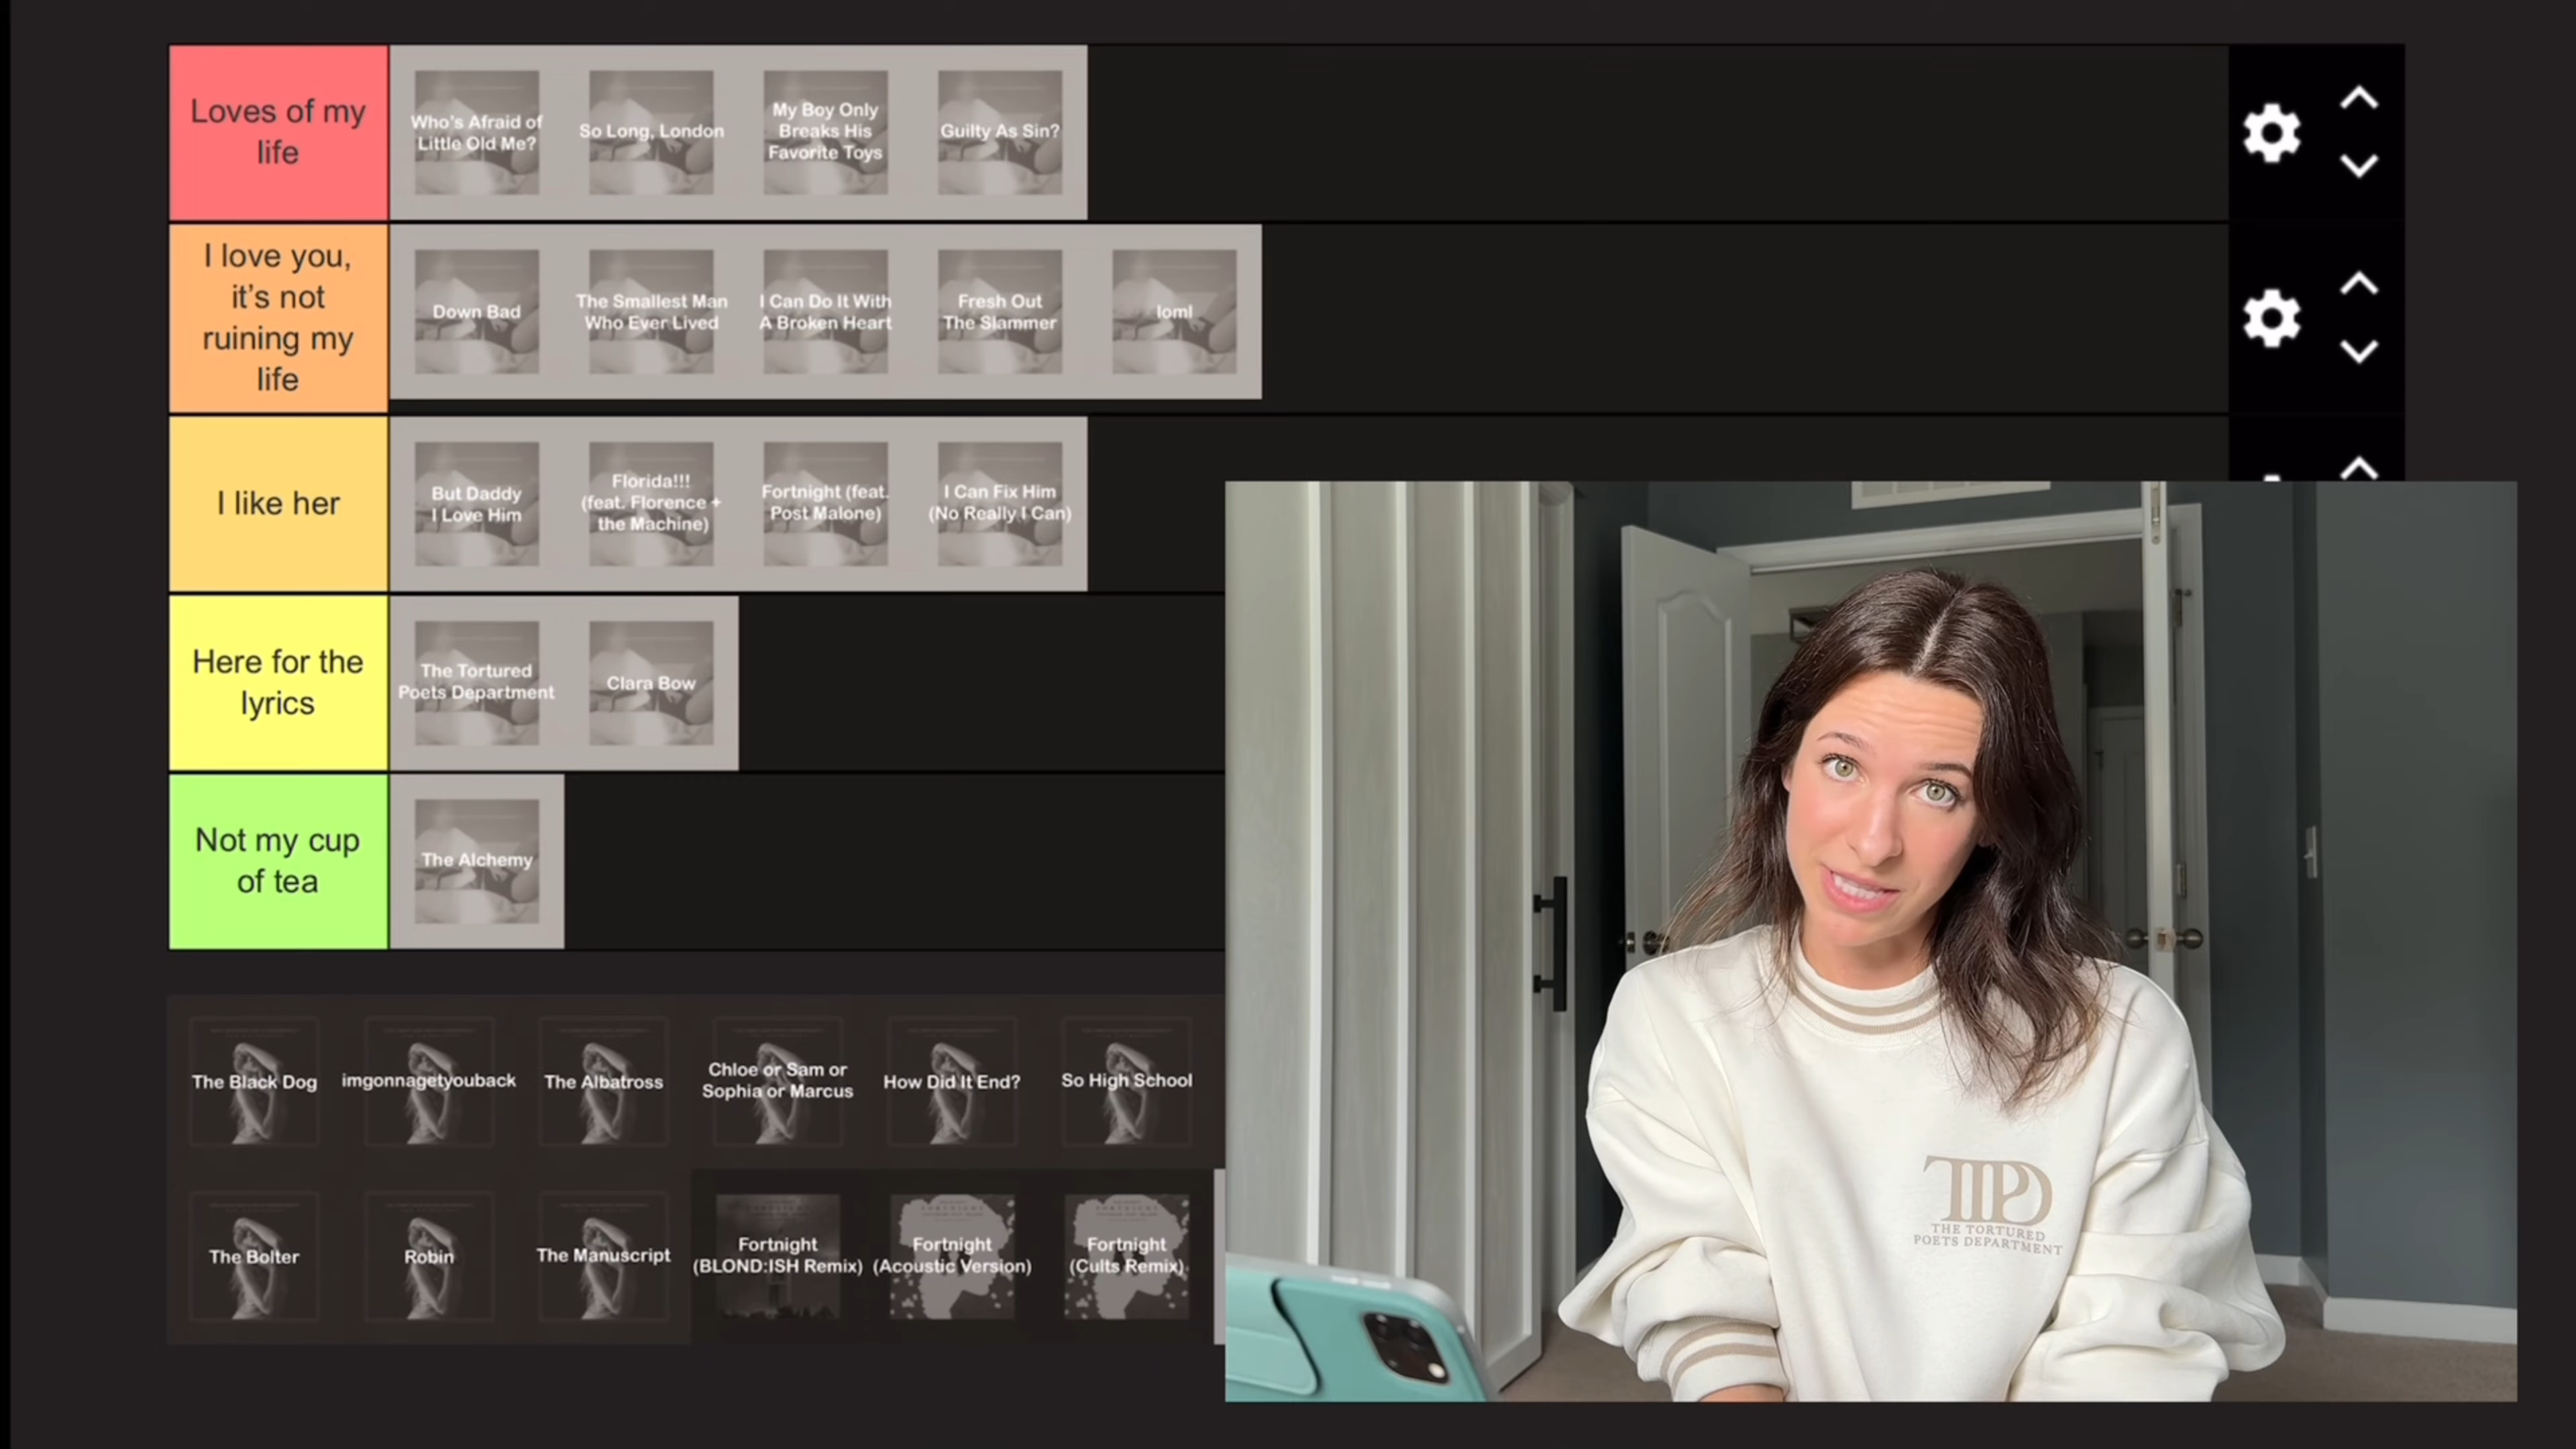 Loves of my
life
Who's Afraid of
Little Old Me?
So Long, London
My Boy Only
Breaks His
Favorite Toys
Guilty As Sin?
I love you,
it's not
ruining my
life
Down Bad
The Smallest Man
Who Ever Lived
I Can Do It With
A Broken Heart
Fresh Out
The Slammer
loml
I like her
But Daddy
I Love Him
Florida!!!
(feat. Florence +
the Machine)
Fortnight (feat.
Post Malone)
I Can Fix Him
(No Really I Can)
Here for the
lyrics
The Tortured
Poets Department
Clara Bow
Not my cup
of tea
The Alchemy
The Black Dog
imgonnagetyouback
The Albatross
Chloe or Sam or
Sophia or Marcus
How Did It End?
So High School
The Bolter
Robin
The Manuscript
Fortnight
(BLOND:ISH Remix)
Fortnight
(Acoustic Version)
Fortnight
(Cults Remix)
TTPD
THE TORTURED
POETS DEPARTMENT